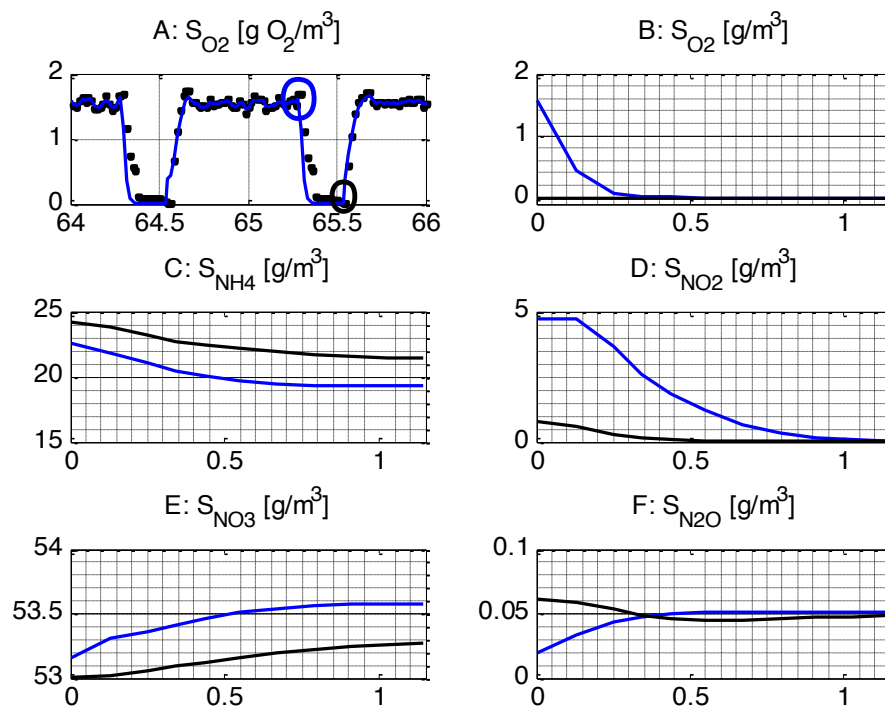 A: S_O2 [g O_2/m^3]
2
1
0
64 64.5 65 65.5 66
B: S_O2 [g/m^3]
2
1
0
0 0.5 1
C: S_NH4 [g/m^3]
25
20
15
0 0.5 1
D: S_NO2 [g/m^3]
5
0
0 0.5 1
E: S_NO3 [g/m^3]
54
53.5
53
0 0.5 1
F: S_N2O [g/m^3]
0.1
0.05
0
0 0.5 1